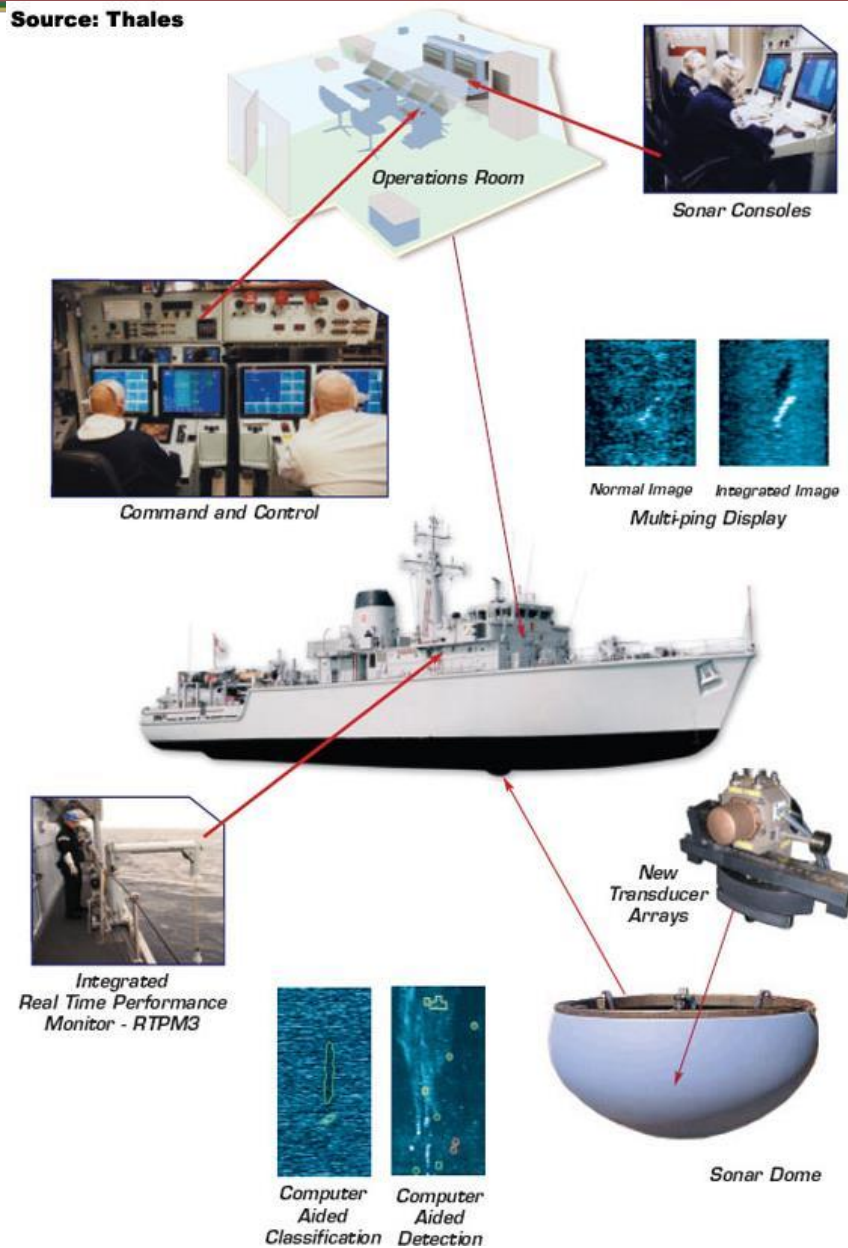 Source: Thales
Operations Room
Sonar Consoles
Command and Control
Normal Image
Integrated Image
Multi-ping Display
New
Transducer
Arrays
Integrated
Real Time Performance
Monitor - RTPM3
Sonar Dome
Computer
Aided
Classification
Computer
Aided
Detection